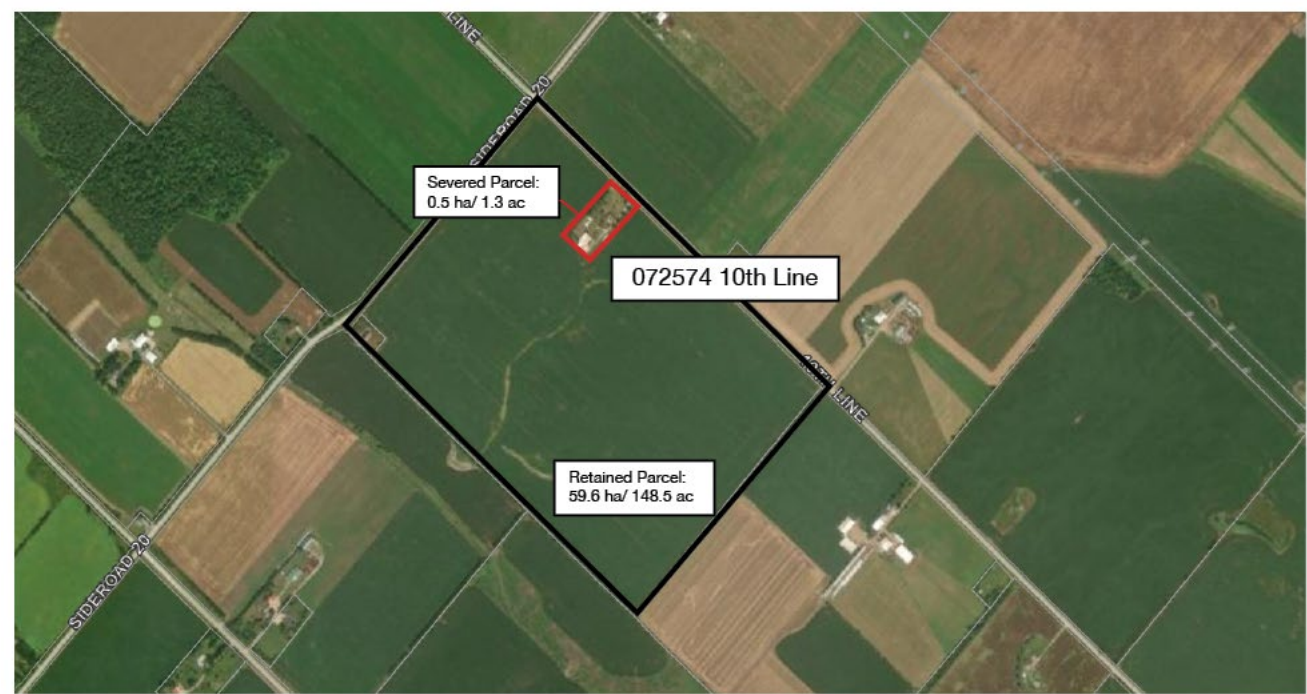 LINE
SIDEROAD 20
Severed Parcel:
0.5 ha/ 1.3 ac
072574 10th Line
10TH LINE
Retained Parcel:
59.6 ha/ 148.5 ac
SIDEROAD 20